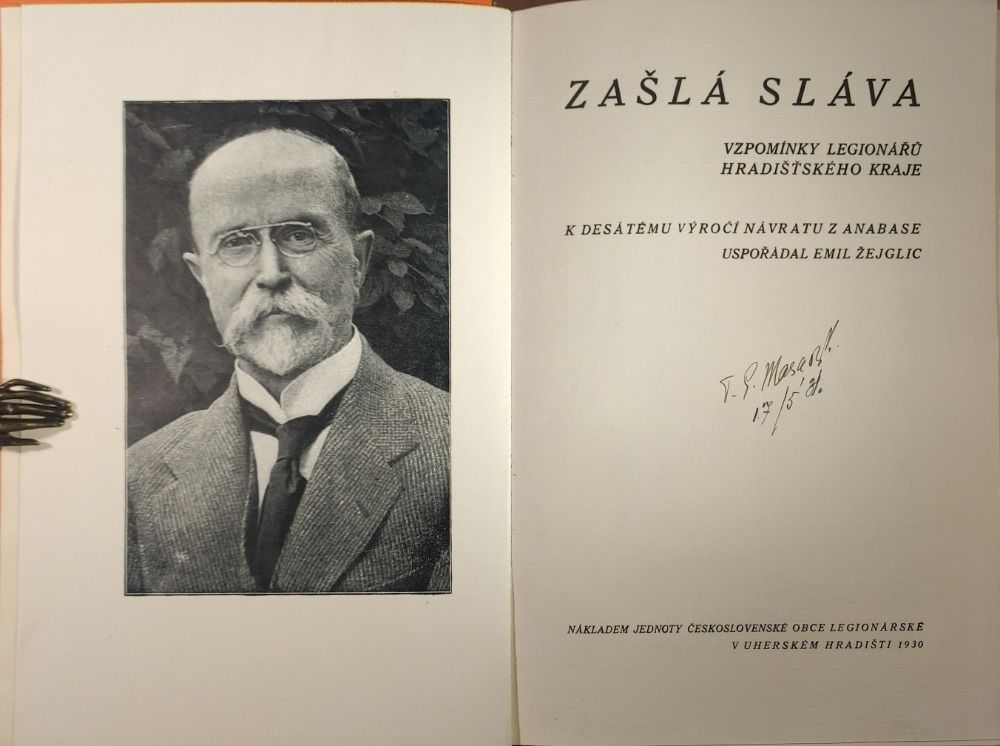 ZAŠLÁ SLÁVA
VZPOMÍNKY LEGIONÁŘŮ
HRADIŠŤSKÉHO KRAJE
K DESÁTÉMU VÝROČÍ NÁVRATU Z ANABASE
USPOŘÁDAL EMIL ŽEJGLIC
T. G. Masaryk.
17/5 '31.
NÁKLADEM JEDNOTY ČESKOSLOVENSKÉ OBCE LEGIONÁRSKÉ
V UHERSKÉM HRADIŠTI 1930